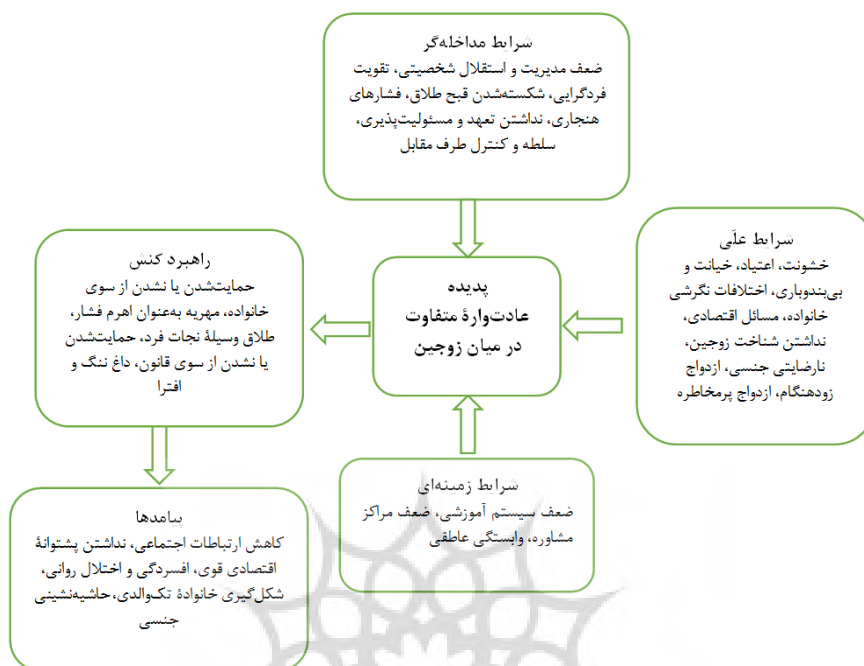 شرایط مداخله‌گر
ضعف مدیریت و استقلال شخصیتی، تقویت
فردگرایی، شکسته‌شدن قبح طلاق، فشارهای
هنجاری، نداشتن تعهد و مسئولیت‌پذیری،
سلطه و کنترل طرف مقابل
شرایط علّی
خشونت، اعتیاد، خیانت و
بی‌بندوباری، اختلافات نگرشی
خانواده، مسائل اقتصادی،
نداشتن شناخت زوجین،
نارضایتی جنسی، ازدواج
زودهنگام، ازدواج پرمخاطره
پدیده
عادت‌وارۀ متفاوت
در میان زوجین
راهبرد کنش
حمایت‌شدن یا نشدن از سوی
خانواده، مهریه به‌عنوان اهرم فشار،
طلاق وسیلۀ نجات فرد، حمایت‌شدن
یا نشدن از سوی قانون، داغ ننگ و
افترا
شرایط زمینه‌ای
ضعف سیستم آموزشی، ضعف مراکز
مشاوره، وابستگی عاطفی
پیامدها
کاهش ارتباطات اجتماعی، نداشتن پشتوانۀ
اقتصادی قوی، افسردگی و اختلال روانی،
شکل‌گیری خانوادۀ تک‌والدی، حاشیه‌نشینی
جنسی